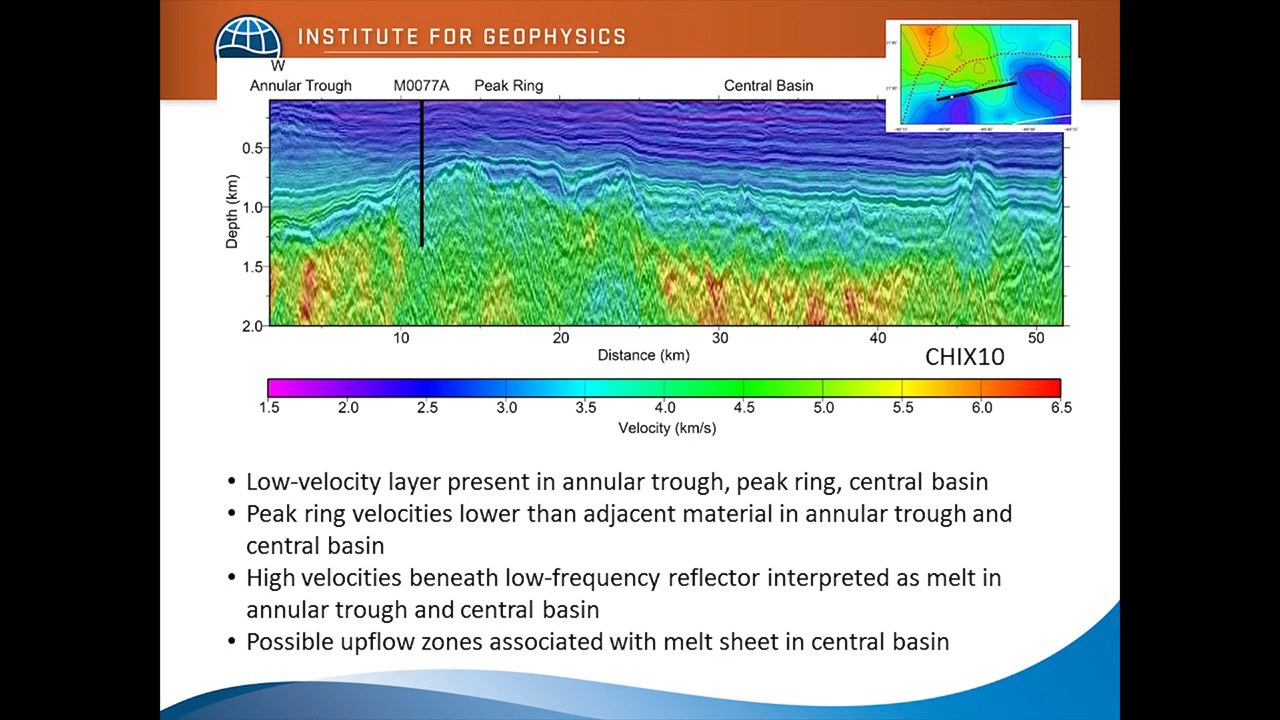 INSTITUTE FOR GEOPHYSICS
W
Annular Trough M0077A Peak Ring Central Basin
0.5
1.0
1.5
2.0
Depth (km)
10 20 30 40 50
Distance (km)
CHIX10
1.5 2.0 2.5 3.0 3.5 4.0 4.5 5.0 5.5 6.0 6.5
Velocity (km/s)
• Low-velocity layer present in annular trough, peak ring, central basin
• Peak ring velocities lower than adjacent material in annular trough and
central basin
• High velocities beneath low-frequency reflector interpreted as melt in
annular trough and central basin
• Possible upflow zones associated with melt sheet in central basin